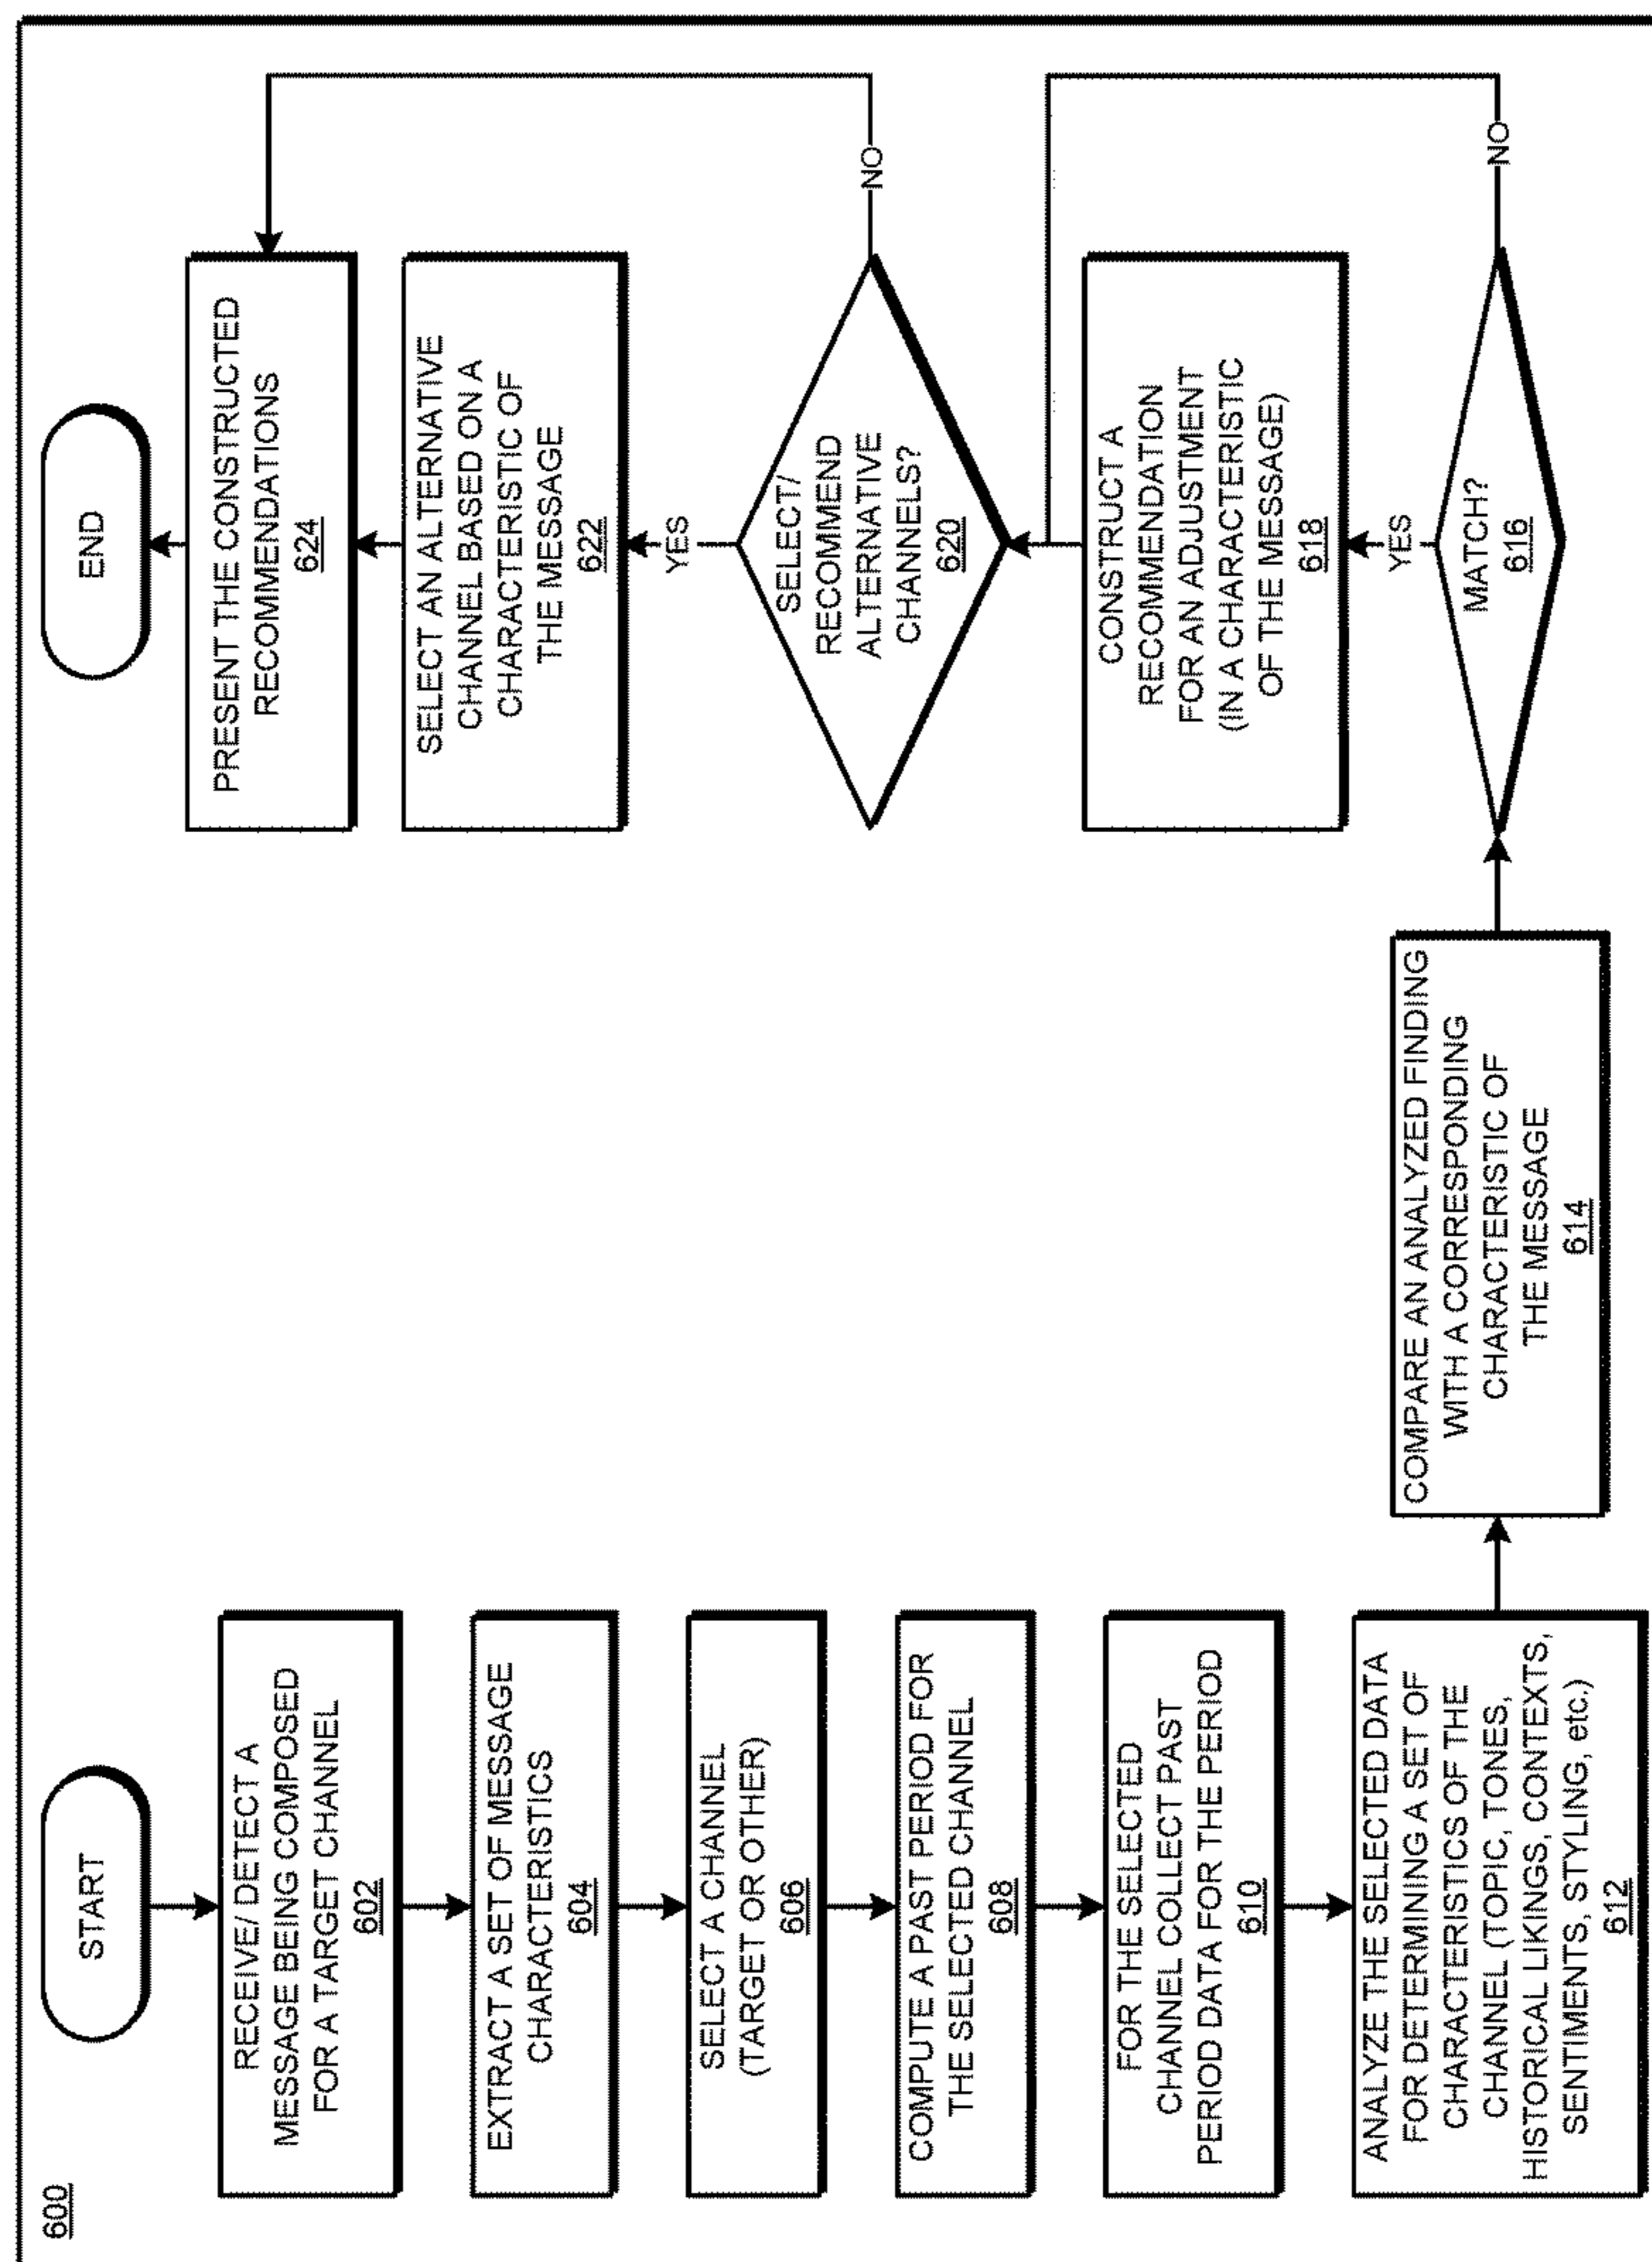 600
START
RECEIVE/ DETECT A
MESSAGE BEING COMPOSED
FOR A TARGET CHANNEL
602
EXTRACT A SET OF MESSAGE
CHARACTERISTICS
604
SELECT A CHANNEL
(TARGET OR OTHER)
606
COMPUTE A PAST PERIOD FOR
THE SELECTED CHANNEL
608
FOR THE SELECTED
CHANNEL COLLECT PAST
PERIOD DATA FOR THE PERIOD
610
ANALYZE THE SELECTED DATA
FOR DETERMINING A SET OF
CHARACTERISTICS OF THE
CHANNEL (TOPIC, TONES,
HISTORICAL LIKINGS, CONTEXTS,
SENTIMENTS, STYLING, etc.)
612
COMPARE AN ANALYZED FINDING
WITH A CORRESPONDING
CHARACTERISTIC OF
THE MESSAGE
614
MATCH?
616
NO
YES
CONSTRUCT A
RECOMMENDATION
FOR AN ADJUSTMENT
(IN A CHARACTERISTIC
OF THE MESSAGE)
618
SELECT/
RECOMMEND
ALTERNATIVE
CHANNELS?
620
NO
YES
SELECT AN ALTERNATIVE
CHANNEL BASED ON A
CHARACTERISTIC OF
THE MESSAGE
622
PRESENT THE CONSTRUCTED
RECOMMENDATIONS
624
END